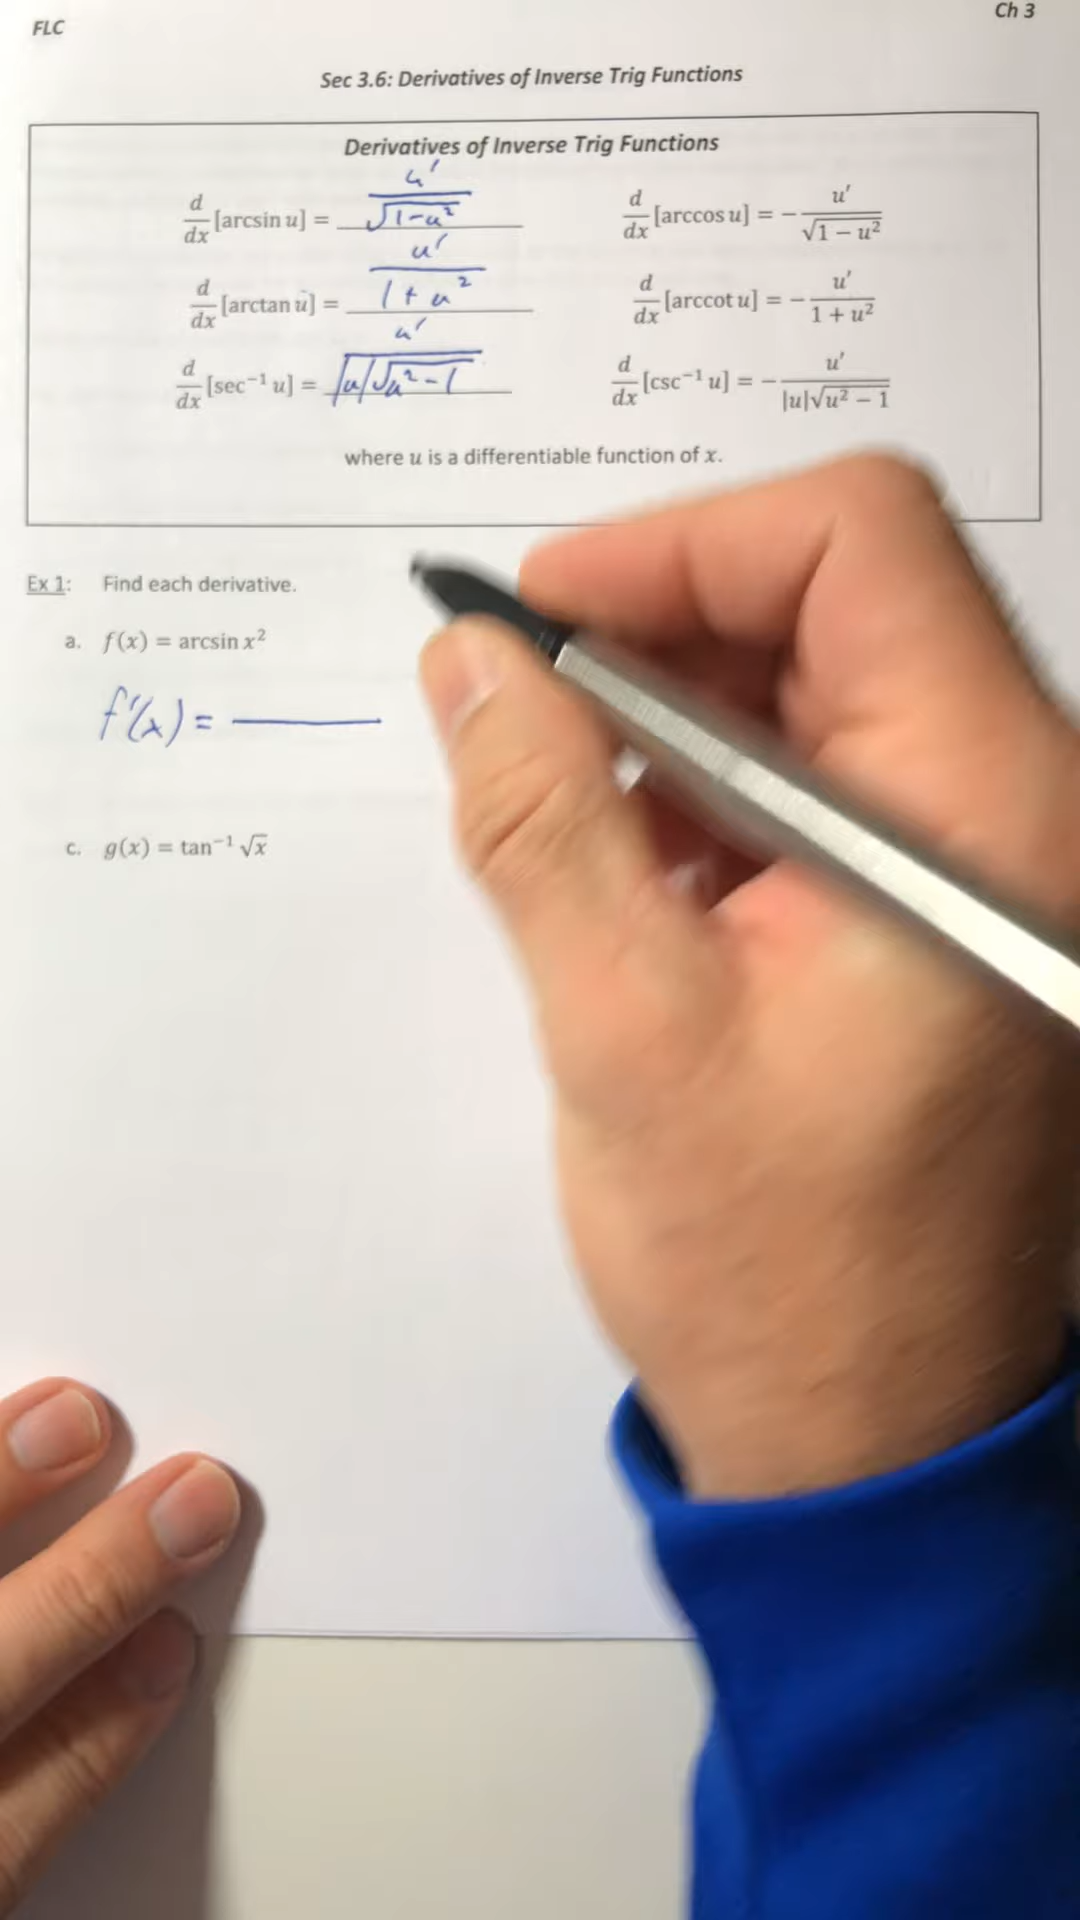 FLC
Ch 3
Sec 3.6: Derivatives of Inverse Trig Functions
Derivatives of Inverse Trig Functions
d/dx [arcsin u] = u'/√(1-u²)
d/dx [arccos u] = − u'/√(1 − u²)
d/dx [arctan u] = u'/(1+u²)
d/dx [arccot u] = − u'/(1 + u²)
d/dx [sec⁻¹ u] = u'/(|u|√(u²-1))
d/dx [csc⁻¹ u] = − u'/(|u|√(u² − 1))
where u is a differentiable function of x.
Ex 1: Find each derivative.
a. f(x) = arcsin x²
f'(x) =
c. g(x) = tan⁻¹ √x